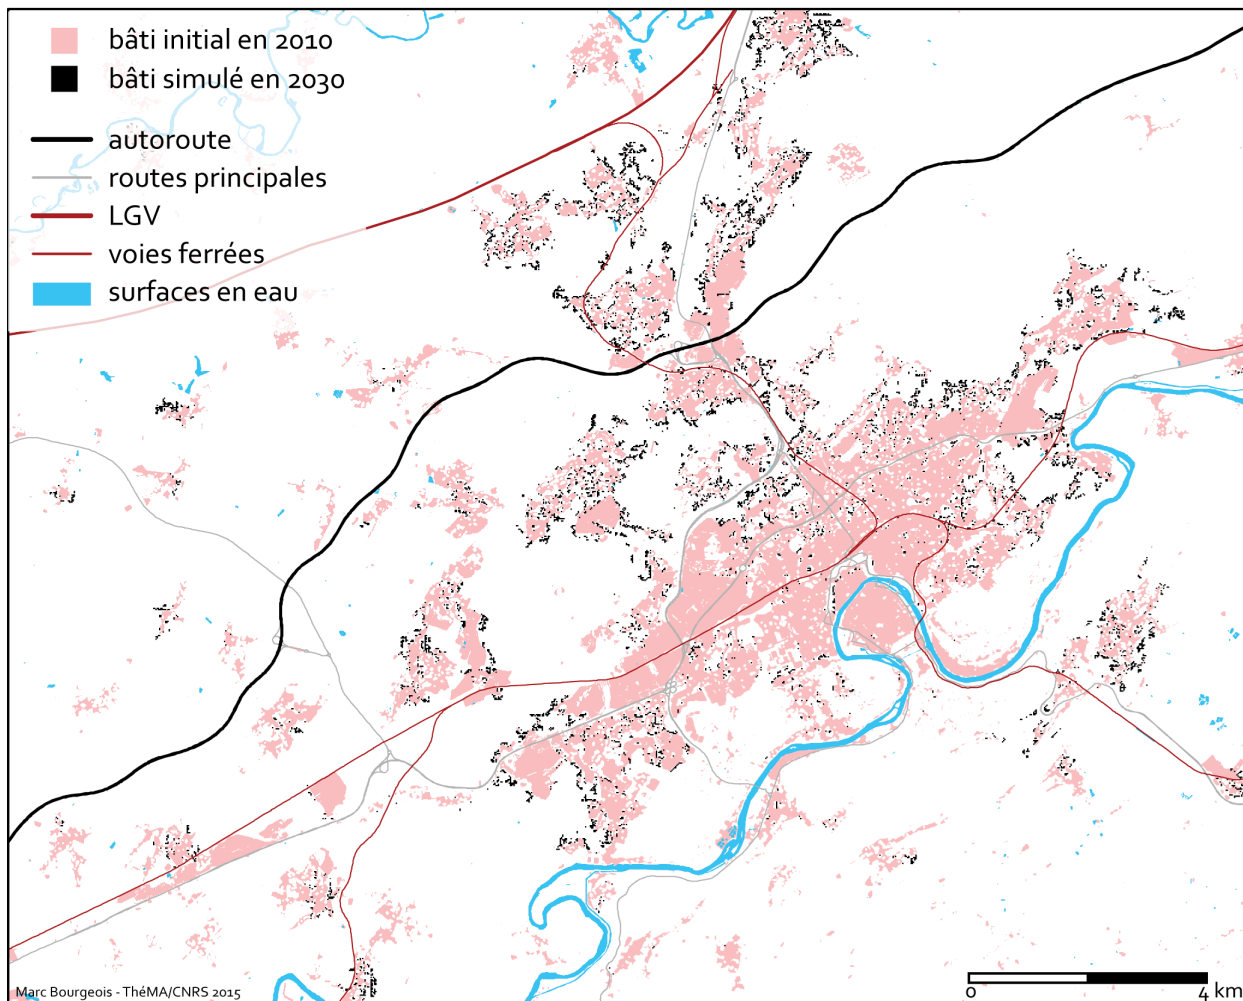 bâti initial en 2010
bâti simulé en 2030
autoroute
routes principales
LGV
voies ferrées
surfaces en eau
Marc Bourgeois - ThéMA/CNRS 2015
0 4 km